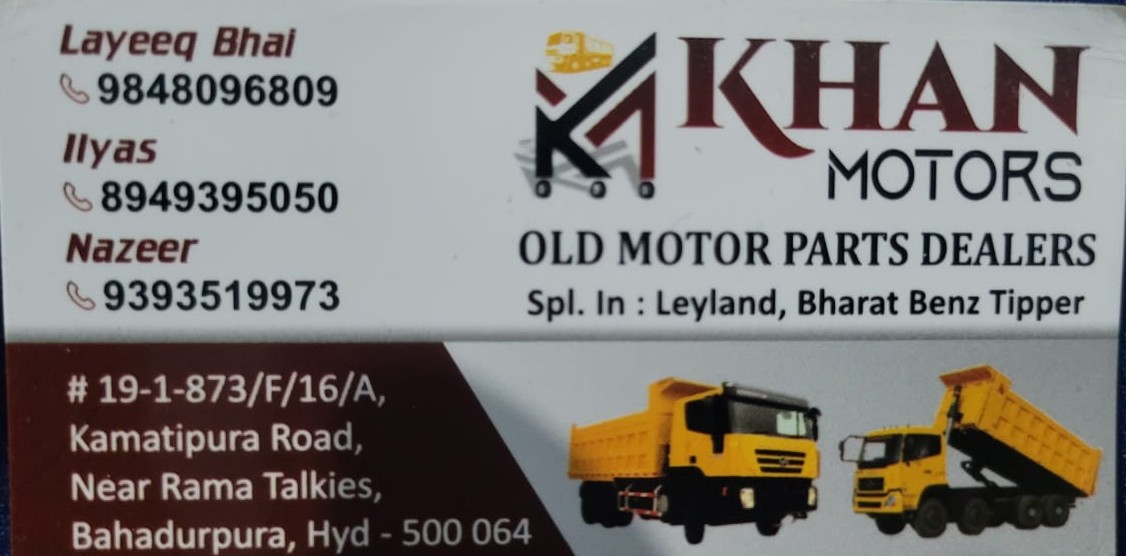 Layeeq Bhai
9848096809
Ilyas
8949395050
Nazeer
9393519973
KHAN
MOTORS
OLD MOTOR PARTS DEALERS
Spl. In : Leyland, Bharat Benz Tipper
# 19-1-873/F/16/A,
Kamatipura Road,
Near Rama Talkies,
Bahadurpura, Hyd - 500 064